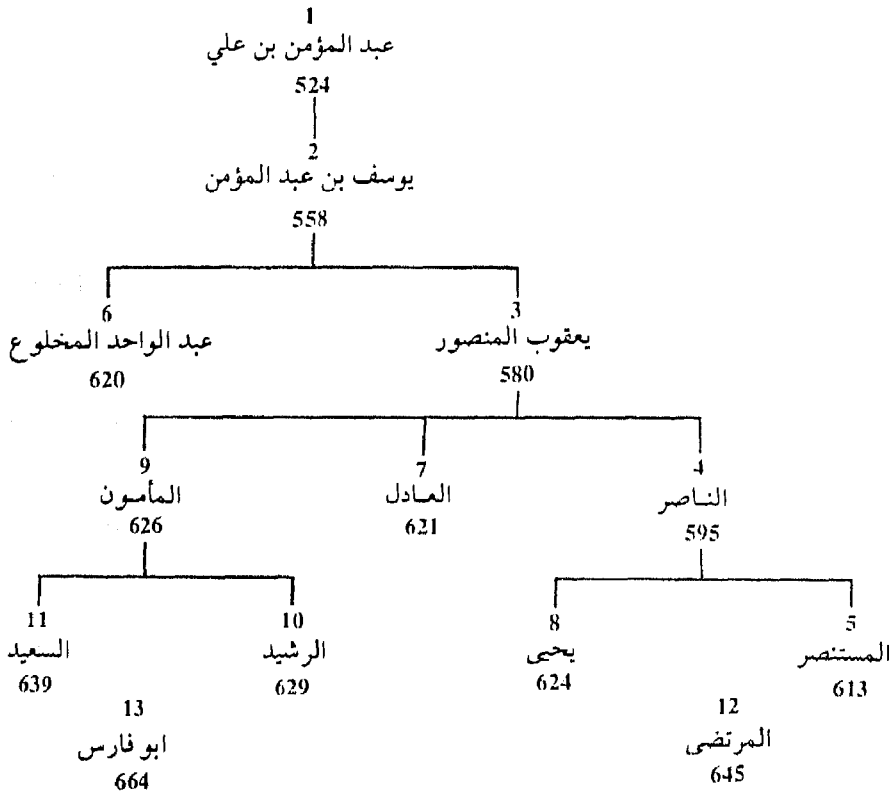 1
عبد المؤمن بن علي
524
2
يوسف بن عبد المؤمن
558
3 6
يعقوب المنصور عبد الواحد المخلوع
580 620
4 7 9
الناصر العادل المأمون
595 621 626
5 8 10 11
المستنصر يحيى الرشيد السعيد
613 624 629 639
12 13
المرتضى ابو فارس
645 664